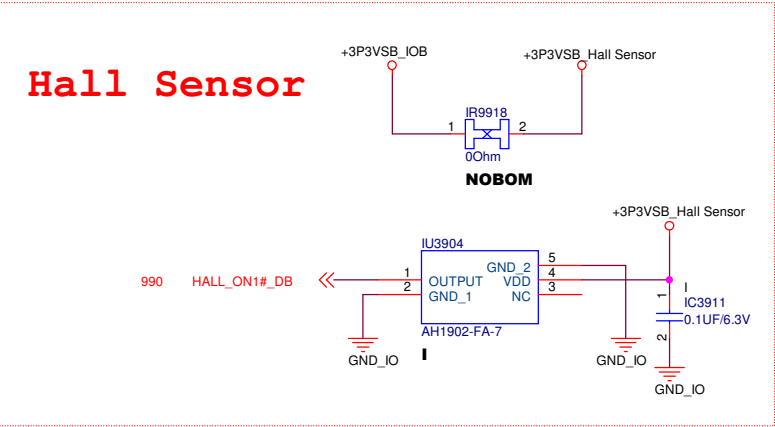 +3P3VSB_IOB
+3P3VSB_Hall Sensor
Hall Sensor
IR9918
1 2
0Ohm
NOBOM
+3P3VSB_Hall Sensor
IU3904
990 HALL_ON1#_DB
1 OUTPUT GND_2 5
2 GND_1 VDD 4
NC 3
AH1902-FA-7
I
GND_IO
GND_IO
1 I
IC3911
0.1UF/6.3V
2
GND_IO